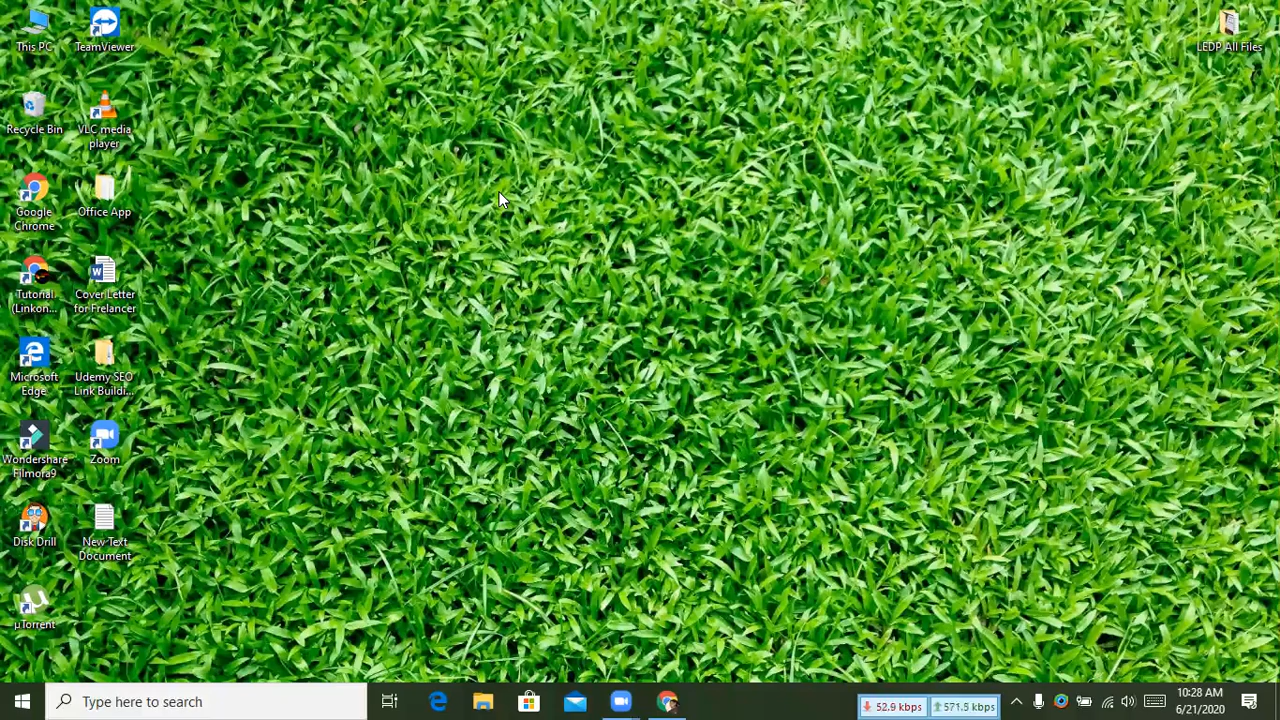 This PC
TeamViewer
LEDP All Files
Recycle Bin
VLC media
player
Google
Chrome
Office App
Tutorial
(Linkon...
Cover Letter
for Frelancer
Microsoft
Edge
Udemy SEO
Link Buildi...
Wondershare
Filmora9
Zoom
Disk Drill
New Text
Document
µTorrent
Type here to search
52.9 kbps
571.5 kbps
10:28 AM
6/21/2020